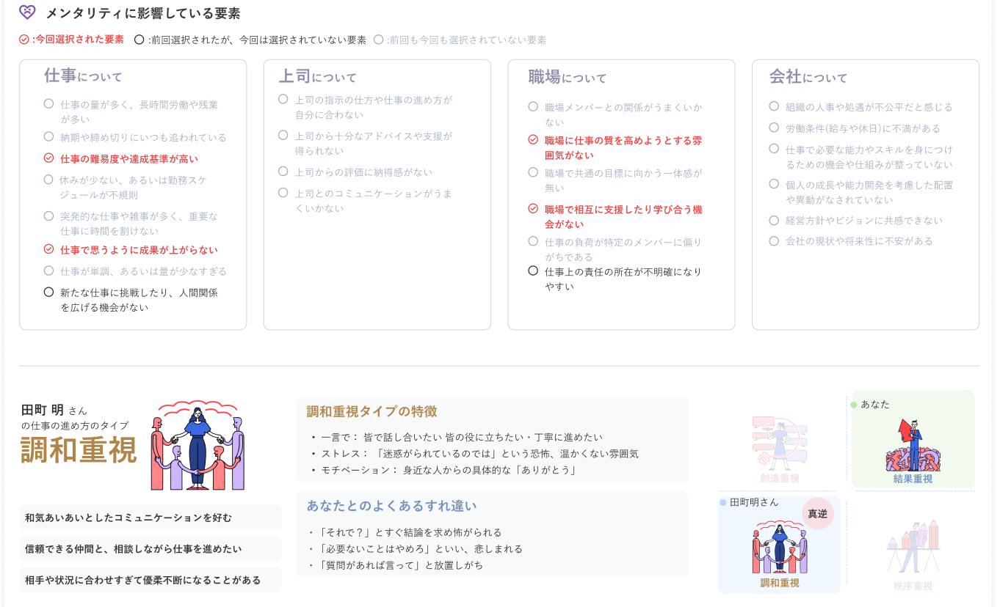 メンタリティに影響している要素
:今回選択された要素 :前回選択されたが、今回は選択されていない要素 :前回も今回も選択されていない要素
仕事について
仕事の量が多く、長時間労働や残業
が多い
納期や締め切りにいつも追われている
仕事の難易度や達成基準が高い
休みが少ない、あるいは勤務スケ
ジュールが不規則
突発的な仕事や雑事が多く、重要な
仕事に時間を割けない
仕事で思うように成果が上がらない
仕事が単調、あるいは量が少なすぎる
新たな仕事に挑戦したり、人間関係
を広げる機会がない
上司について
上司の指示の仕方や仕事の進め方が
自分に合わない
上司から十分なアドバイスや支援が
得られない
上司からの評価に納得感がない
上司とのコミュニケーションがうま
くいかない
職場について
職場メンバーとの関係がうまくいか
ない
職場に仕事の質を高めようとする雰
囲気がない
職場で共通の目標に向かう一体感が
無い
職場で相互に支援したり学び合う機
会がない
仕事の負荷が特定のメンバーに偏り
がちである
仕事上の責任の所在が不明確になり
やすい
会社について
組織の人事や処遇が不公平だと感じる
労働条件(給与や休日)に不満がある
仕事で必要な能力やスキルを身につけ
るための機会や仕組みが整っていない
個人の成長や能力開発を考慮した配置
や異動がなされていない
経営方針やビジョンに共感できない
会社の現状や将来性に不安がある
田町 明 さん
の仕事の進め方のタイプ
調和重視
和気あいあいとしたコミュニケーションを好む
信頼できる仲間と、相談しながら仕事を進めたい
相手や状況に合わせすぎて優柔不断になることがある
調和重視タイプの特徴
・ 一言で： 皆で話し合いたい 皆の役に立ちたい・丁寧に進めたい
・ ストレス： 「迷惑がられているのでは」という恐怖、温かくない雰囲気
・ モチベーション： 身近な人からの具体的な「ありがとう」
あなたとのよくあるすれ違い
・「それで？」とすぐ結論を求め怖がられる
・「必要ないことはやめろ」といい、悲しまれる
・「質問があれば言って」と放置しがち
創造重視
あなた
結果重視
田町明さん
真逆
調和重視
秩序重視